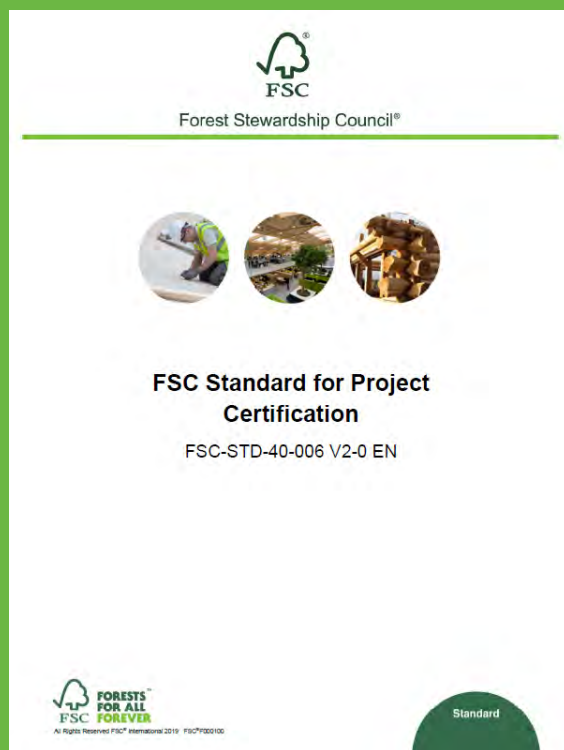 FSC®
Forest Stewardship Council®
FSC Standard for Project
Certification
FSC-STD-40-006 V2-0 EN
FSC
FORESTS™
FOR ALL
FOREVER
All Rights Reserved FSC® International 2019 FSC®F000100
Standard